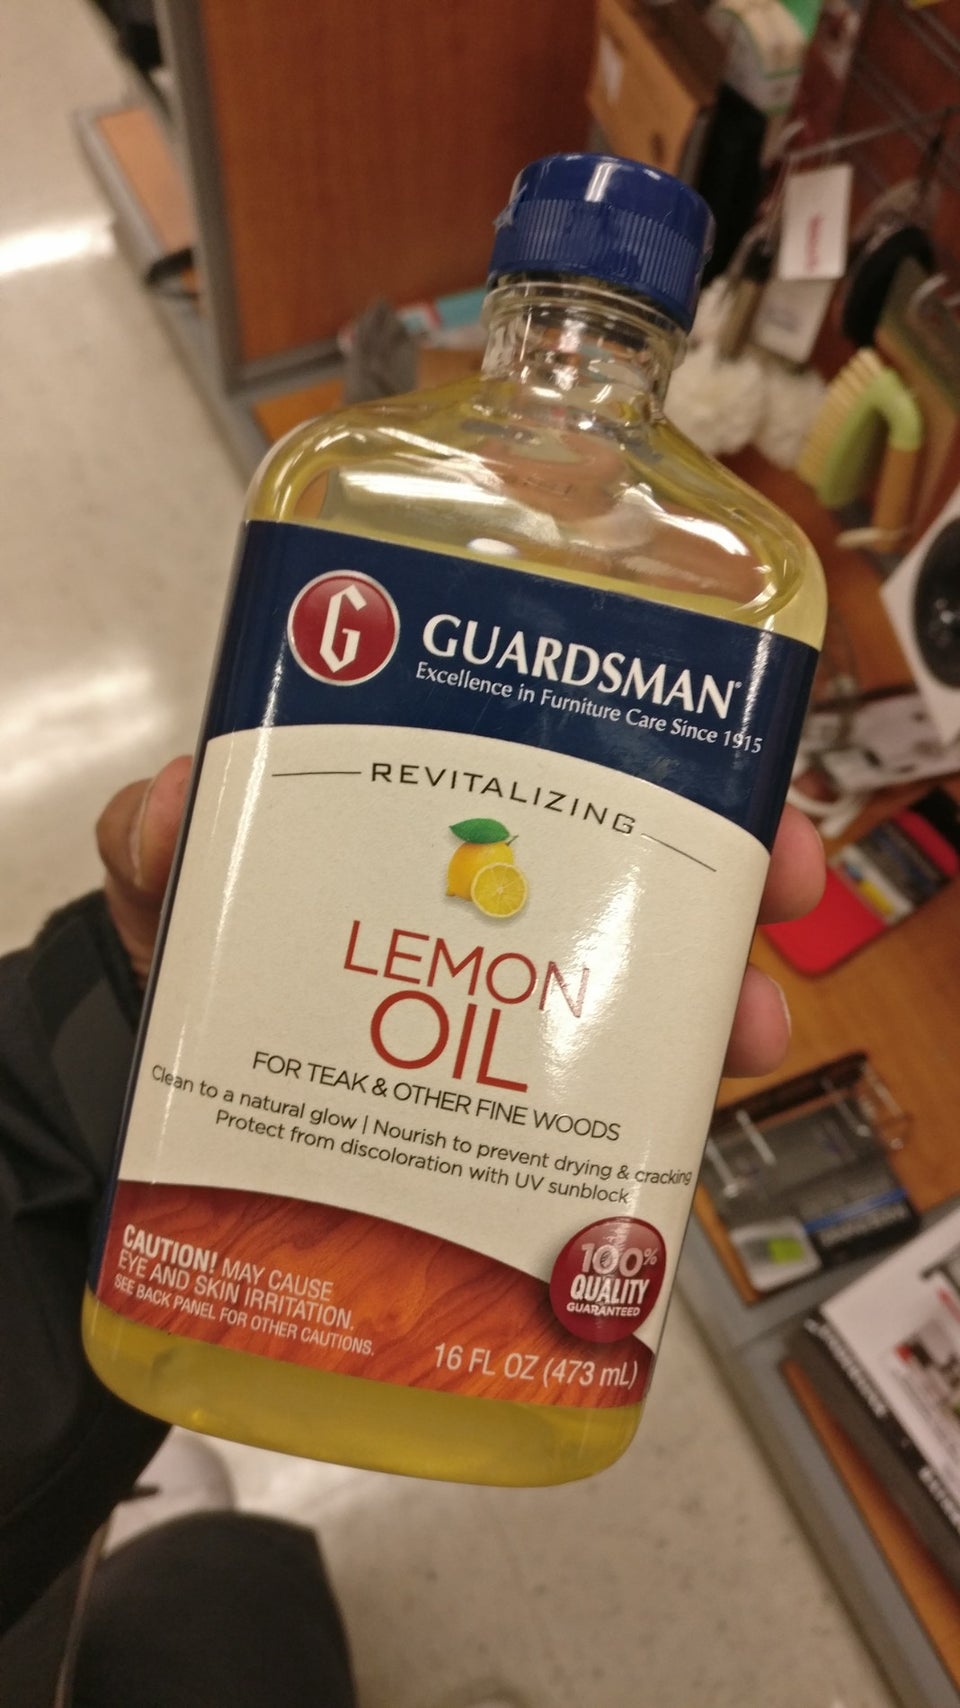 G
GUARDSMAN®
Excellence in Furniture Care Since 1915
REVITALIZING
LEMON
OIL
FOR TEAK & OTHER FINE WOODS
Clean to a natural glow | Nourish to prevent drying & cracking
Protect from discoloration with UV sunblock
CAUTION! MAY CAUSE
EYE AND SKIN IRRITATION.
SEE BACK PANEL FOR OTHER CAUTIONS.
100%
QUALITY
GUARANTEED
16 FL OZ (473 mL)